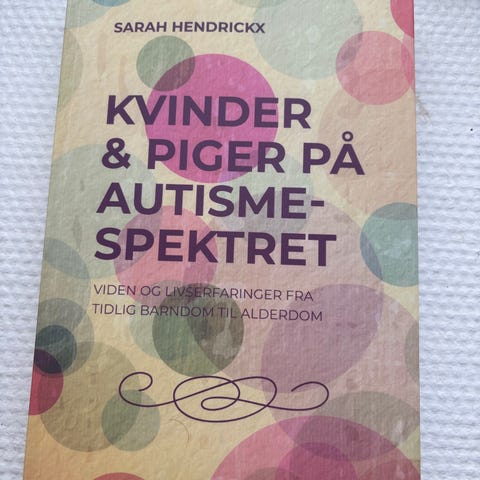 SARAH HENDRICKX
KVINDER
& PIGER PÅ
AUTISME-
SPEKTRET
VIDEN OG LIVSERFARINGER FRA
TIDLIG BARNDOM TIL ALDERDOM